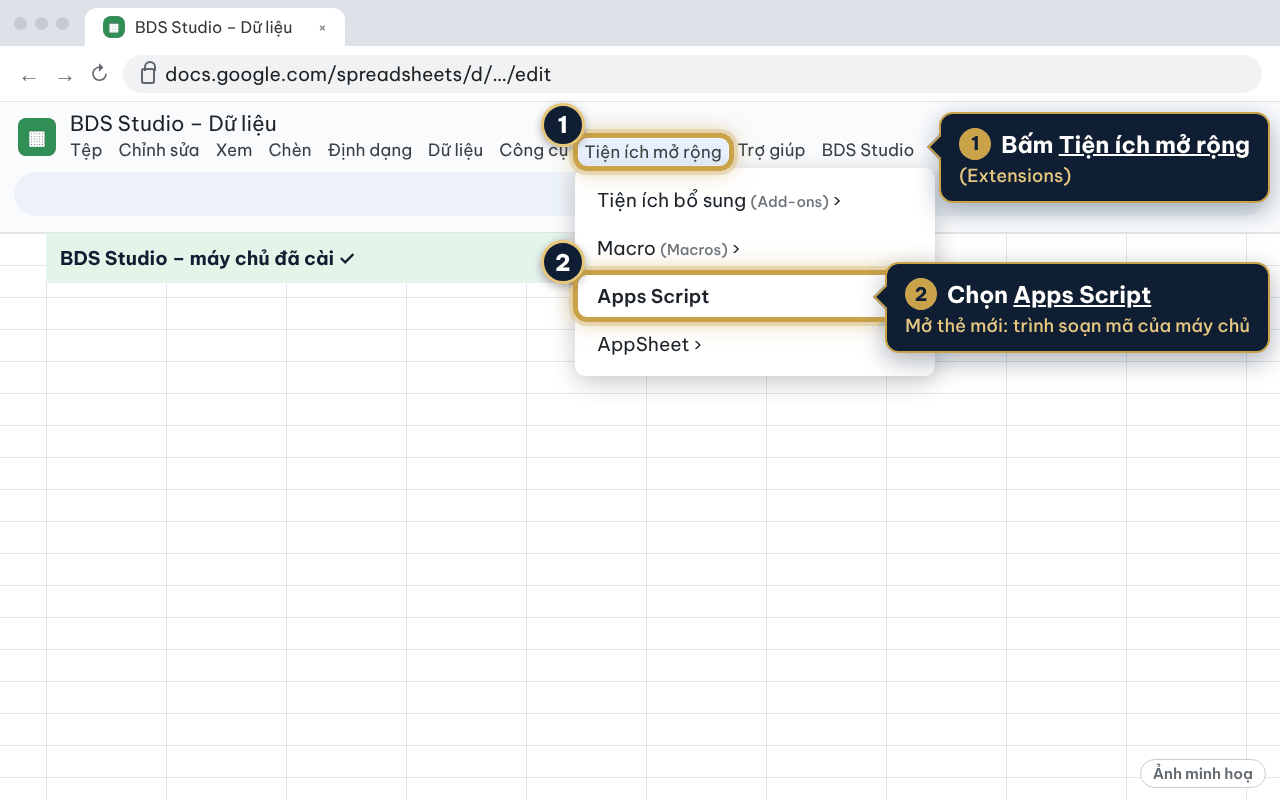 BDS Studio – Dữ liệu ×
← → docs.google.com/spreadsheets/d/.../edit
BDS Studio – Dữ liệu
Tệp Chỉnh sửa Xem Chèn Định dạng Dữ liệu Công cụ Tiện ích mở rộng Trợ giúp BDS Studio
1
1 Bấm Tiện ích mở rộng
(Extensions)
Tiện ích bổ sung (Add-ons) ›
Macro (Macros) ›
BDS Studio – máy chủ đã cài ✓
2
Apps Script
2 Chọn Apps Script
Mở thẻ mới: trình soạn mã của máy chủ
AppSheet ›
Ảnh minh hoạ